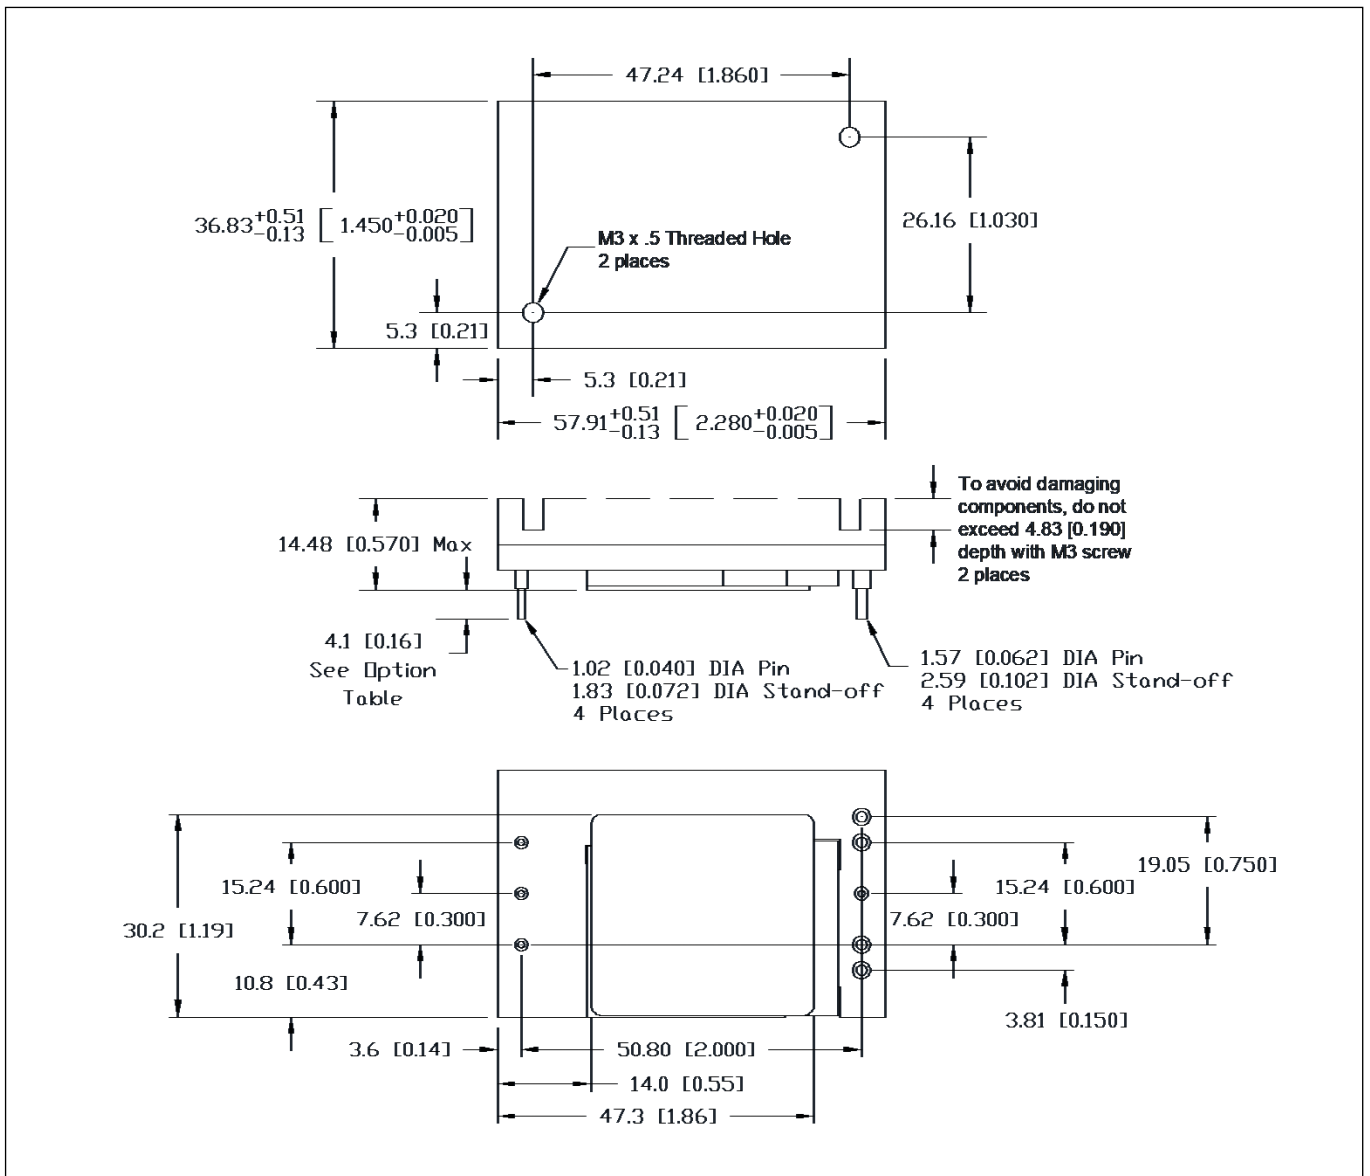 47.24 [1.860]
36.83+0.51 -0.13 [ 1.450+0.020 -0.005 ]
26.16 [1.030]
M3 x .5 Threaded Hole
2 places
5.3 [0.21]
5.3 [0.21]
57.91+0.51 -0.13 [ 2.280+0.020 -0.005 ]
To avoid damaging
components, do not
exceed 4.83 [0.190]
depth with M3 screw
2 places
14.48 [0.570] Max
4.1 [0.16]
See Option
Table
1.02 [0.040] DIA Pin
1.83 [0.072] DIA Stand-off
4 Places
1.57 [0.062] DIA Pin
2.59 [0.102] DIA Stand-off
4 Places
19.05 [0.750]
15.24 [0.600]
15.24 [0.600]
7.62 [0.300]
7.62 [0.300]
30.2 [1.19]
10.8 [0.43]
3.81 [0.150]
3.6 [0.14]
50.80 [2.000]
14.0 [0.55]
47.3 [1.86]